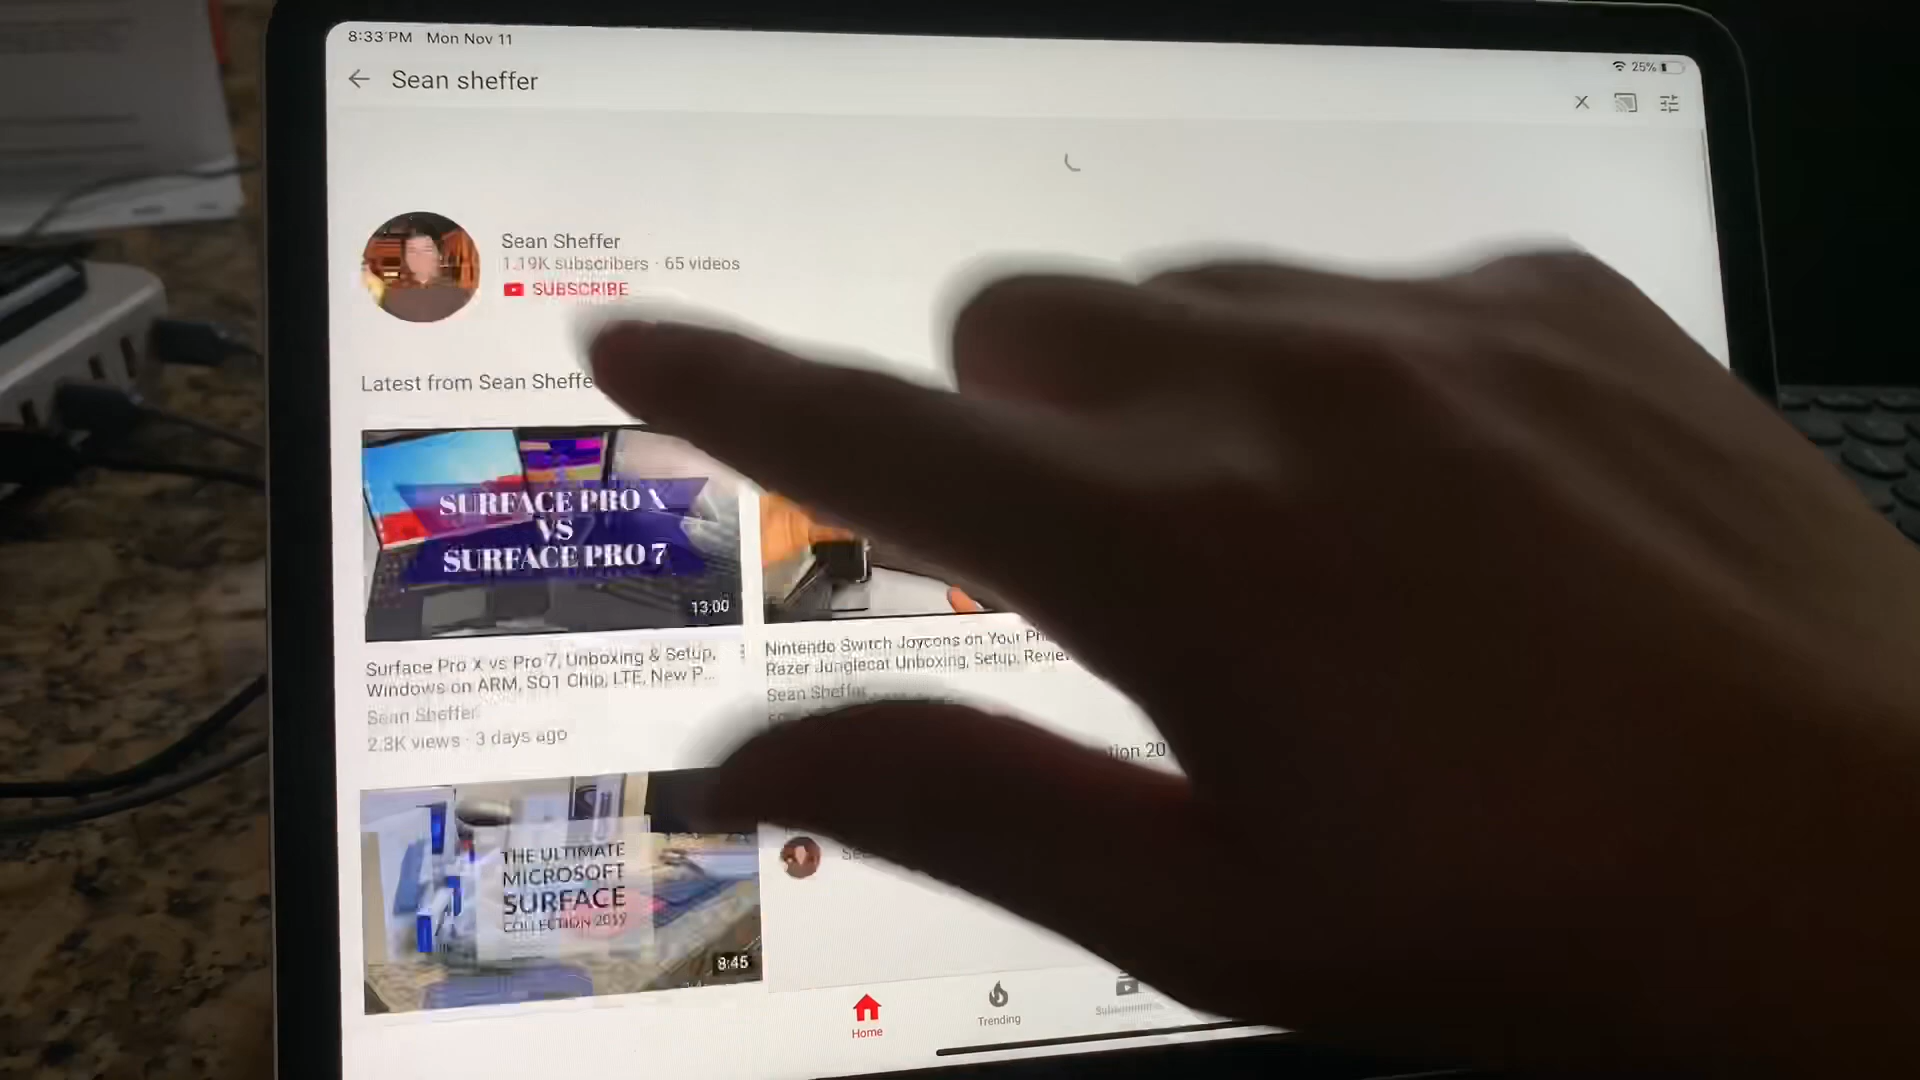 8:33 PM Mon Nov 11
25%
Sean sheffer
Sean Sheffer
1.19K subscribers · 65 videos
SUBSCRIBE
Latest from Sean Sheffe
SURFACE PRO X
VS
SURFACE PRO 7
13:00
Surface Pro X vs Pro 7, Unboxing & Setup,
Windows on ARM, SQ1 Chip, LTE, New P...
Sean Sheffer
2.3K views · 3 days ago
Nintendo Switch Joycons on Your Ph
Razer Junglecat Unboxing, Setup, Revie
Sean Sheffer
tion 20
THE ULTIMATE
MICROSOFT
SURFACE
COLLECTION 2019
8:45
Home
Trending